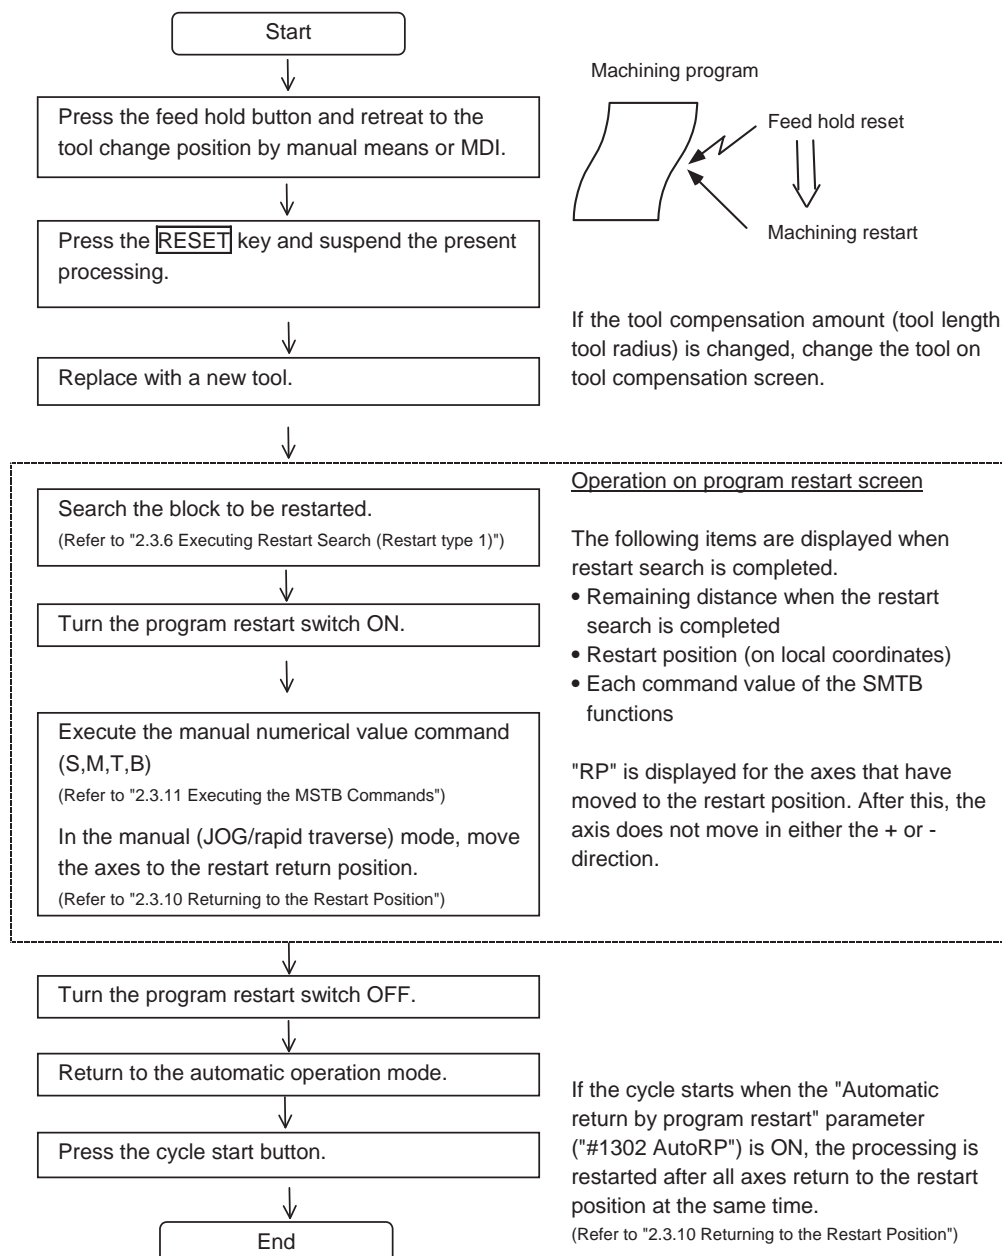 Start
Machining program
Press the feed hold button and retreat to the
tool change position by manual means or MDI.
Feed hold reset
Machining restart
Press the RESET key and suspend the present
processing.
If the tool compensation amount (tool length
tool radius) is changed, change the tool on
tool compensation screen.
Replace with a new tool.
Search the block to be restarted.
(Refer to "2.3.6 Executing Restart Search (Restart type 1)")
Turn the program restart switch ON.
Execute the manual numerical value command
(S,M,T,B)
(Refer to "2.3.11 Executing the MSTB Commands")
In the manual (JOG/rapid traverse) mode, move
the axes to the restart return position.
(Refer to "2.3.10 Returning to the Restart Position")
Operation on program restart screen
The following items are displayed when
restart search is completed.
• Remaining distance when the restart
search is completed
• Restart position (on local coordinates)
• Each command value of the SMTB
functions
"RP" is displayed for the axes that have
moved to the restart position. After this, the
axis does not move in either the + or -
direction.
Turn the program restart switch OFF.
Return to the automatic operation mode.
Press the cycle start button.
If the cycle starts when the "Automatic
return by program restart" parameter
("#1302 AutoRP") is ON, the processing is
restarted after all axes return to the restart
position at the same time.
(Refer to "2.3.10 Returning to the Restart Position")
End